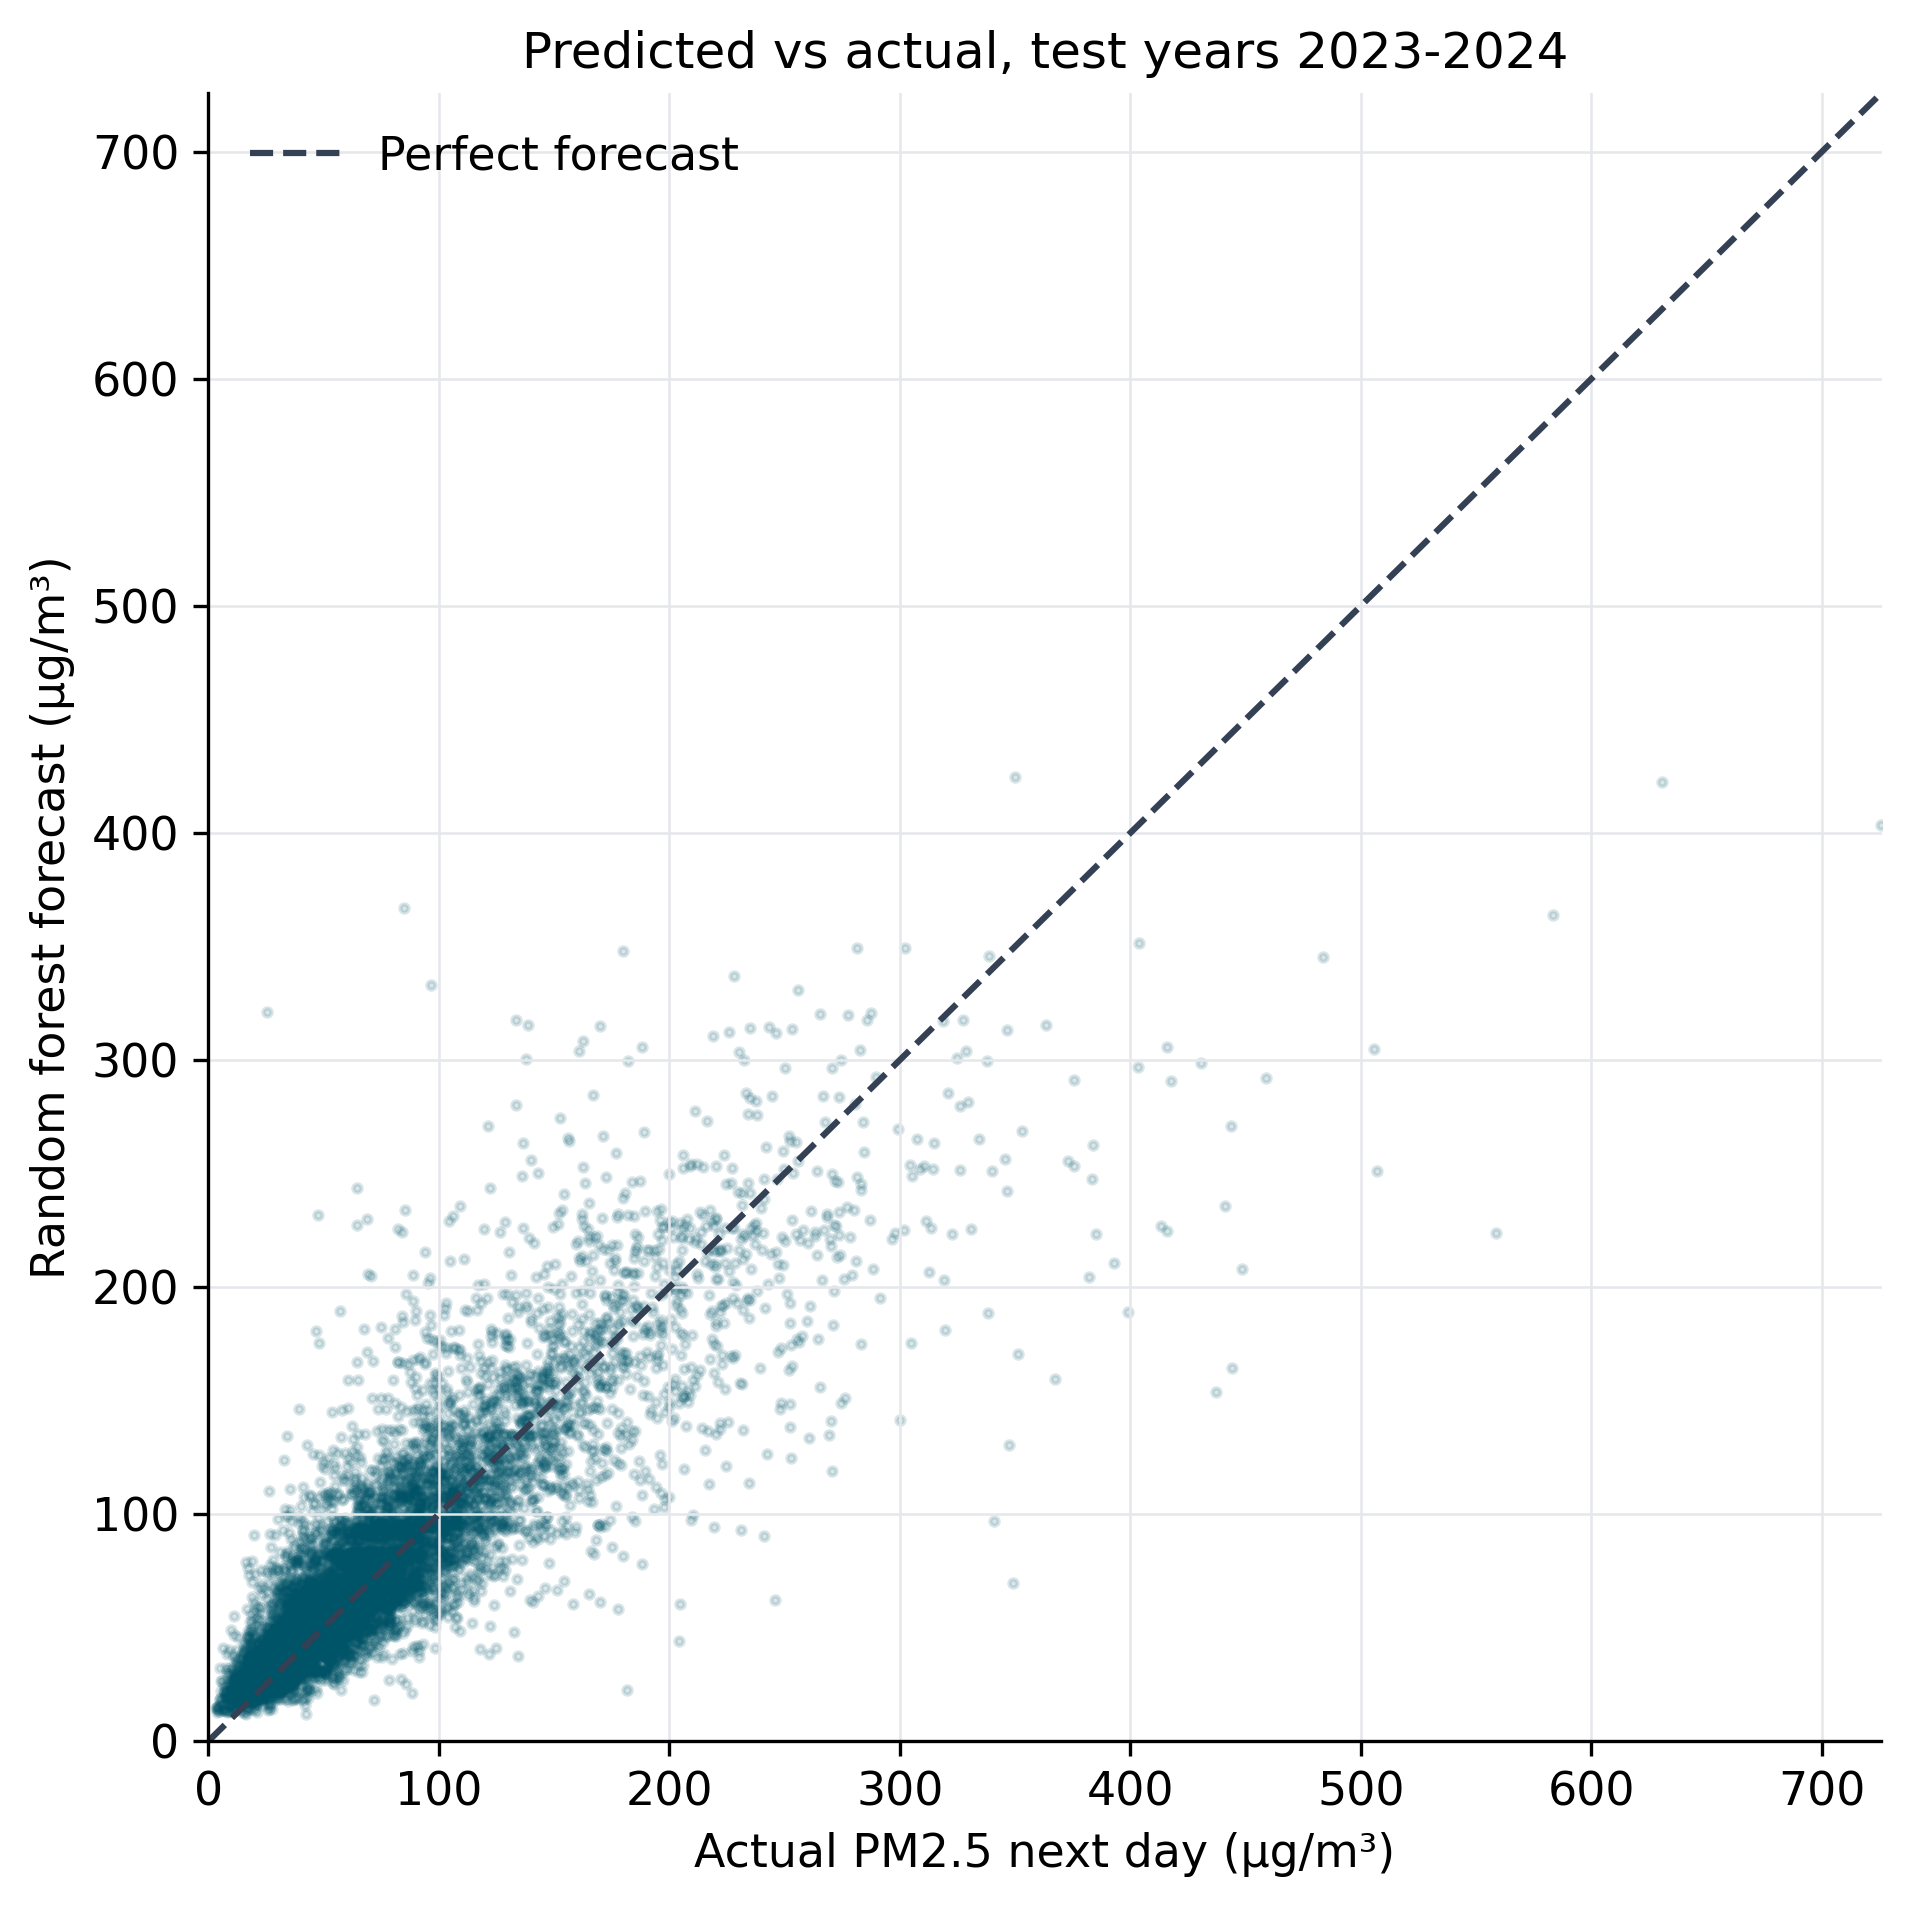 Predicted vs actual, test years 2023-2024
Perfect forecast
Random forest forecast (µg/m³)
700
600
500
400
300
200
100
0
0 100 200 300 400 500 600 700
Actual PM2.5 next day (µg/m³)